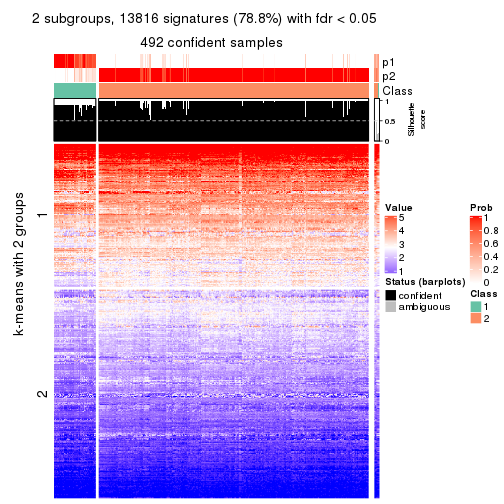 2 subgroups, 13816 signatures (78.8%) with fdr < 0.05
492 confident samples
p1
p2
Class
1
0.5
0
Silhouette
score
k-means with 2 groups
1
2
Value
5
4
3
2
1
Status (barplots)
confident
ambiguous
Prob
1
0.8
0.6
0.4
0.2
0
Class
1
2